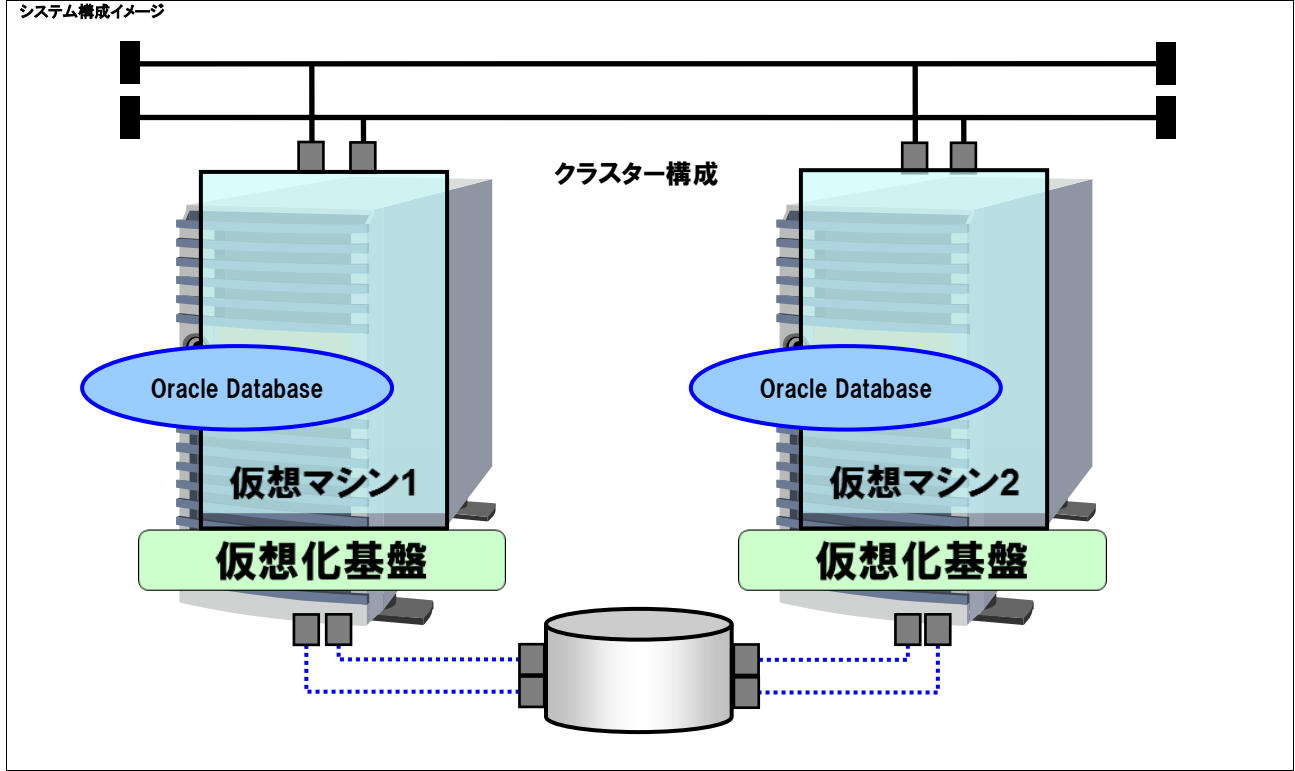 システム構成イメージ
クラスター構成
Oracle Database
Oracle Database
仮想マシン1
仮想マシン2
仮想化基盤
仮想化基盤